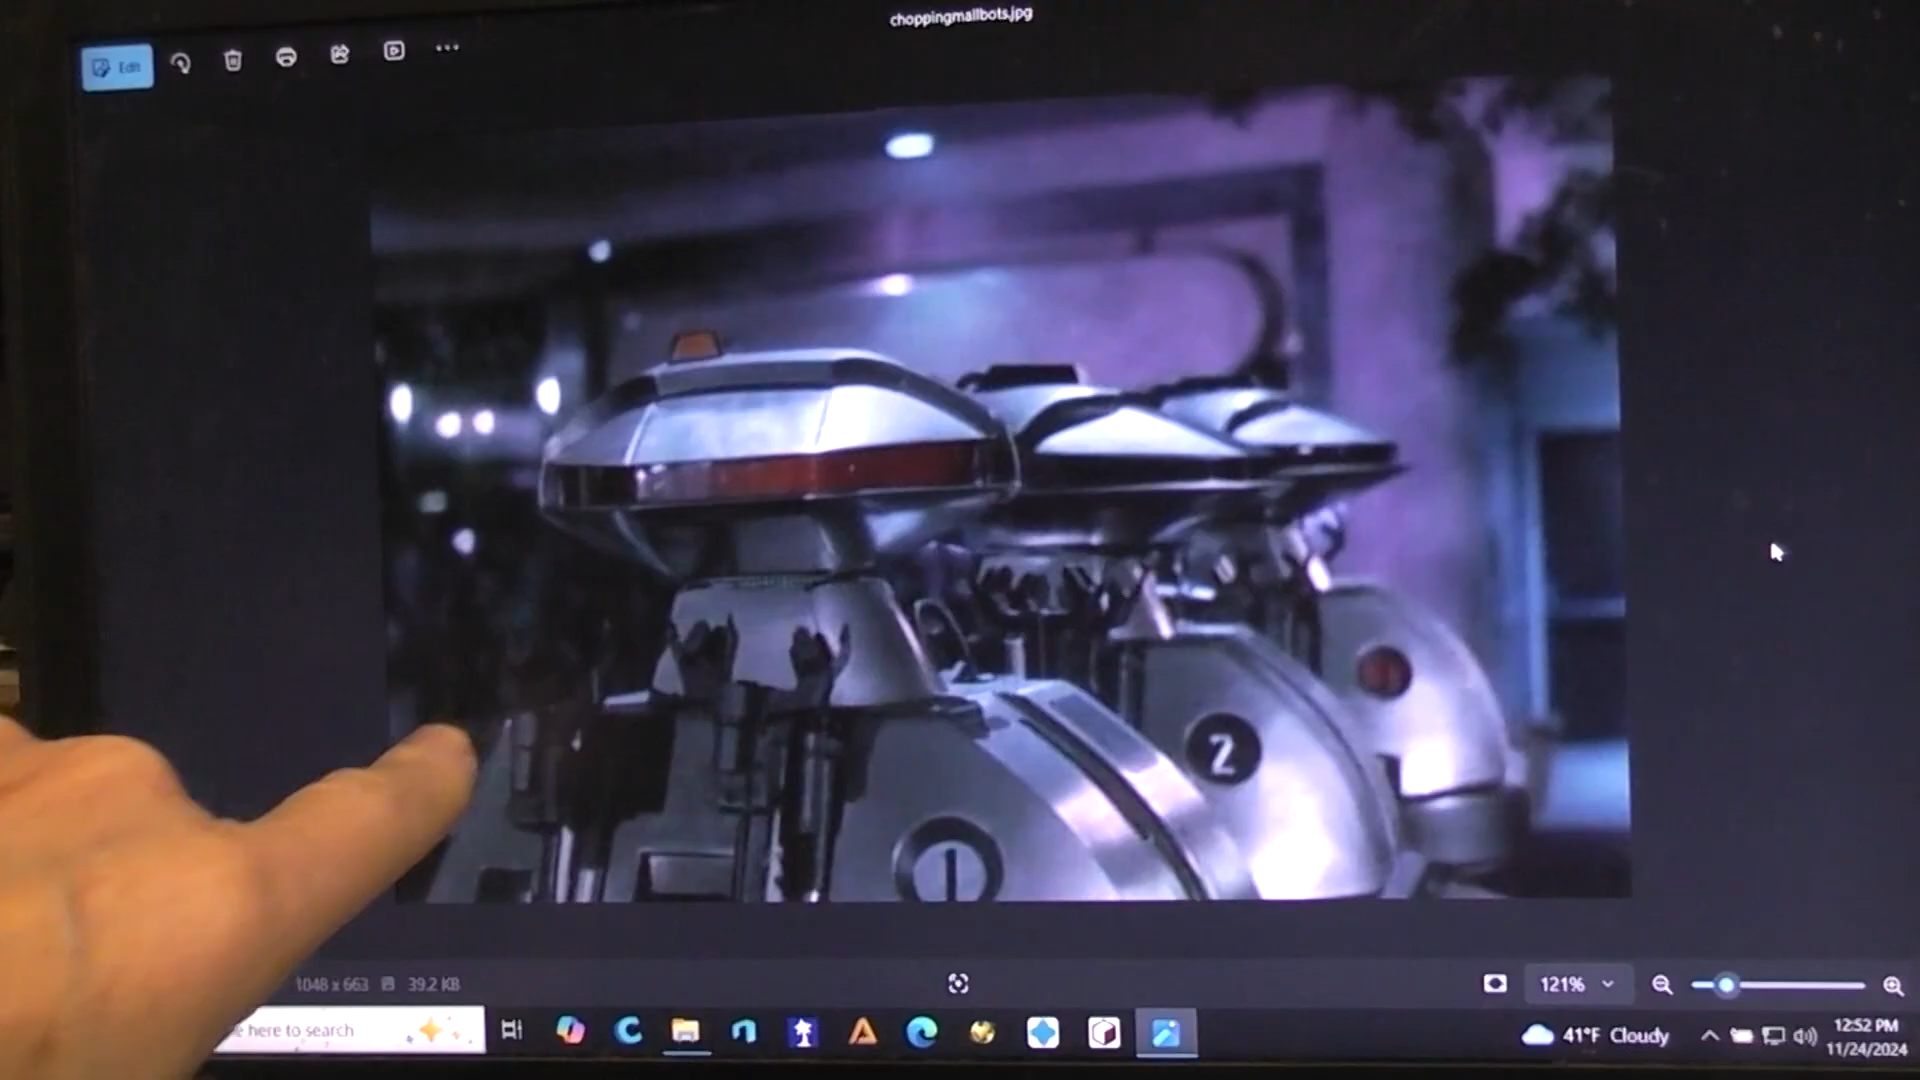 choppingmallbots.jpg
Edit
1
2
1048 x 663 39.2 KB
121%
e here to search
41°F Cloudy
12:52 PM
11/24/2024